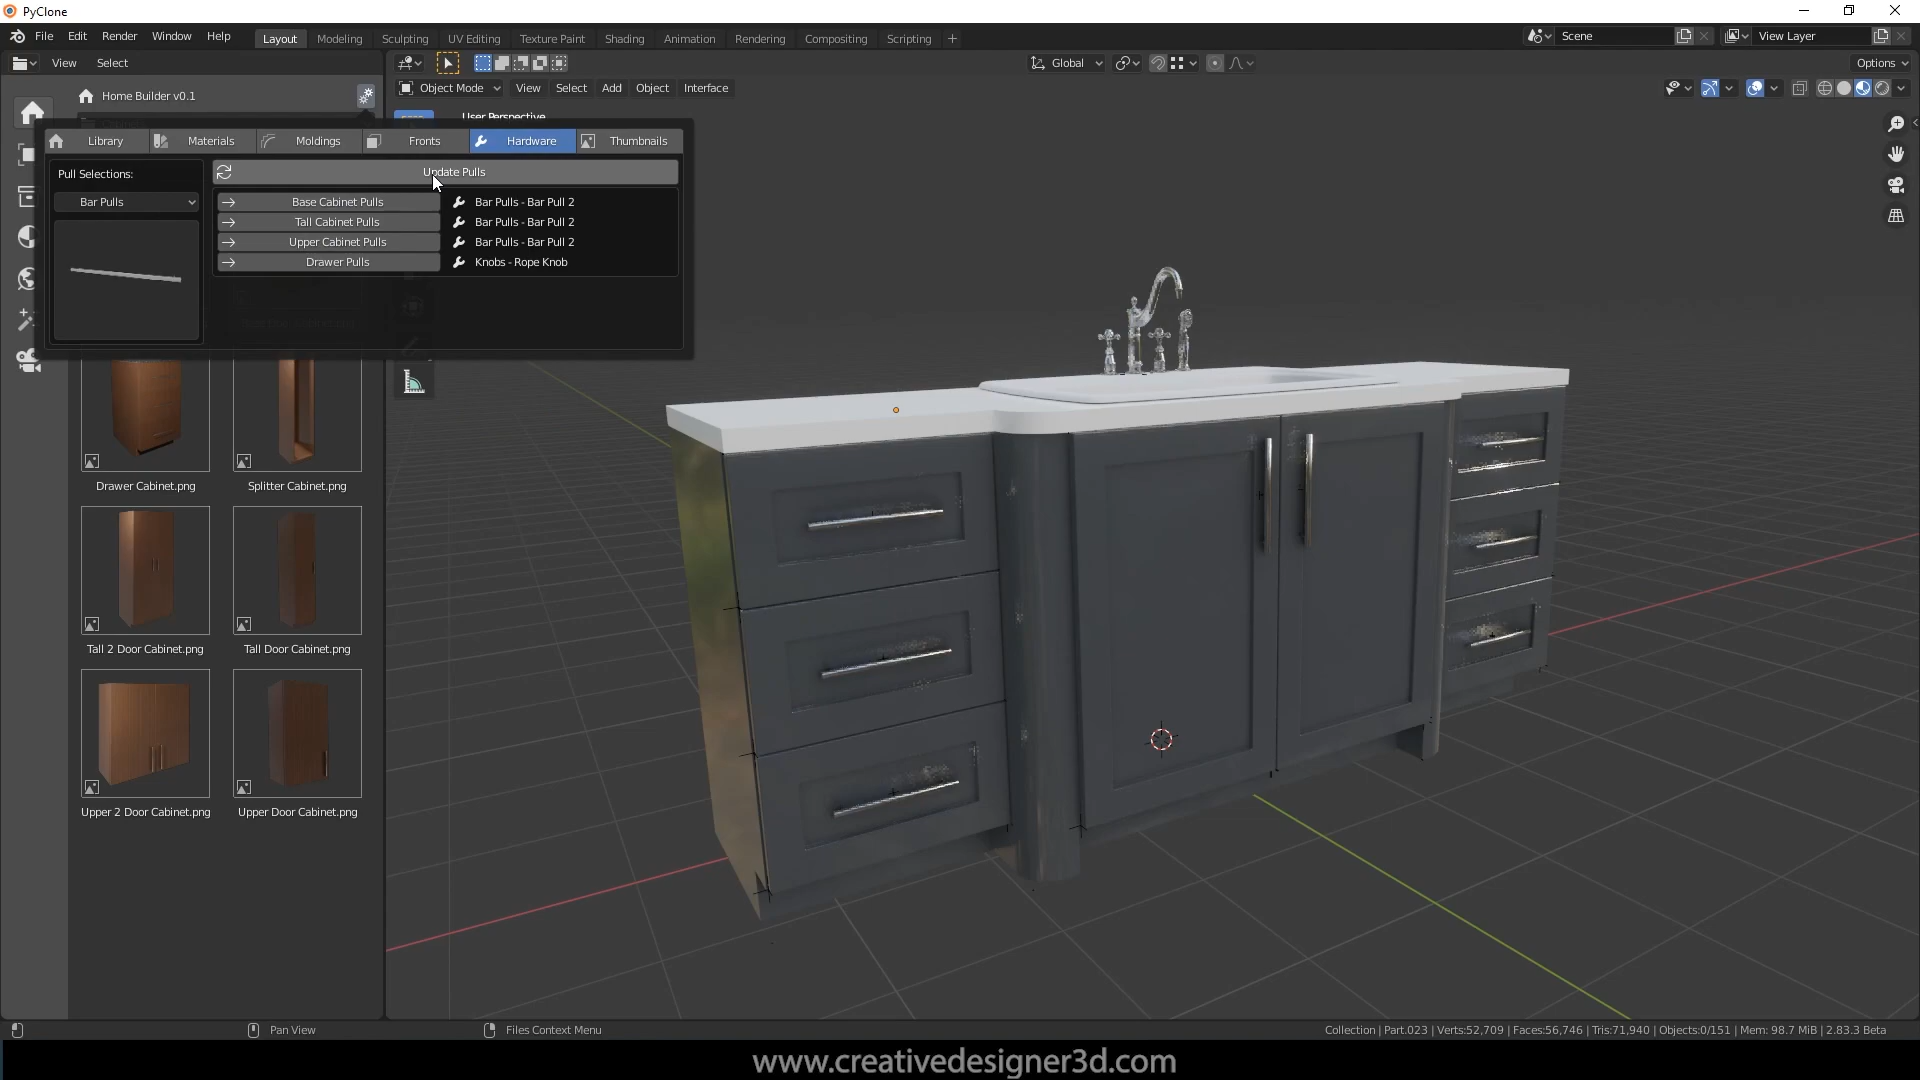 PyClone
File Edit Render Window Help
Layout Modeling Sculpting UV Editing Texture Paint Shading Animation Rendering Compositing Scripting +
Scene
View Layer
View Select
Global
Options
Home Builder v0.1
Object Mode View Select Add Object Interface
User Perspective
Library Materials Moldings Fronts Hardware Thumbnails
Pull Selections:
Update Pulls
Bar Pulls
Base Cabinet Pulls Bar Pulls - Bar Pull 2
Tall Cabinet Pulls Bar Pulls - Bar Pull 2
Upper Cabinet Pulls Bar Pulls - Bar Pull 2
Drawer Pulls Knobs - Rope Knob
Drawer Cabinet.png Splitter Cabinet.png
Tall 2 Door Cabinet.png Tall Door Cabinet.png
Upper 2 Door Cabinet.png Upper Door Cabinet.png
Pan View Files Context Menu
Collection | Part.023 | Verts:52,709 | Faces:56,746 | Tris:71,940 | Objects:0/151 | Mem: 98.7 MiB | 2.83.3 Beta
www.creativedesigner3d.com